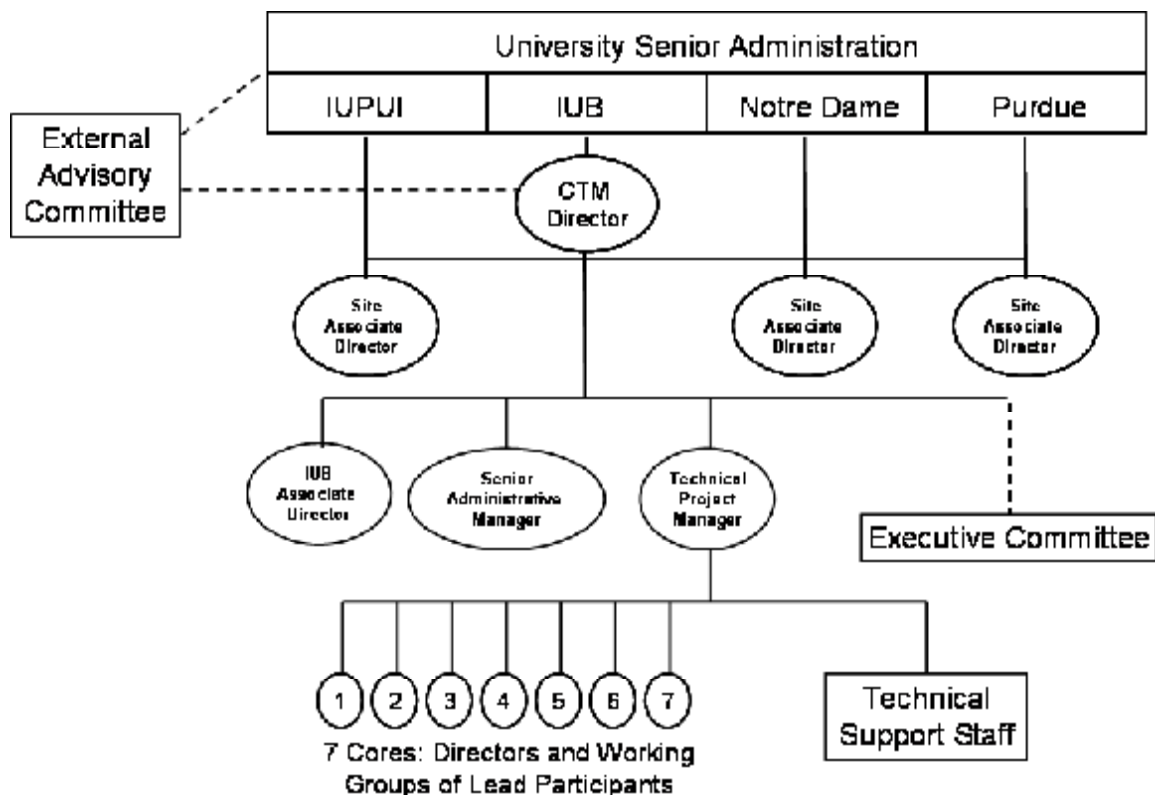 University Senior Administration
IUPUI
IUB
Notre Dame
Purdue
External
Advisory
Committee
CTM
Director
Site
Associate
Director
Site
Associate
Director
Site
Associate
Director
IUB
Associate
Director
Senior
Administrative
Manager
Technical
Project
Manager
Executive Committee
1 2 3 4 5 6 7
7 Cores: Directors and Working
Groups of Lead Participants
Technical
Support Staff